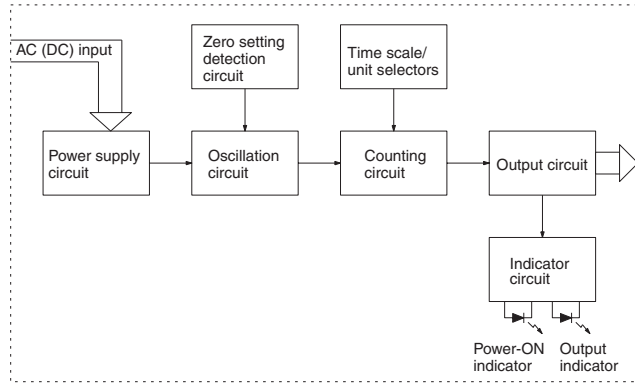 AC (DC) input
Zero setting
detection
circuit
Time scale/
unit selectors
Power supply
circuit
Oscillation
circuit
Counting
circuit
Output circuit
Indicator
circuit
Power-ON
indicator
Output
indicator